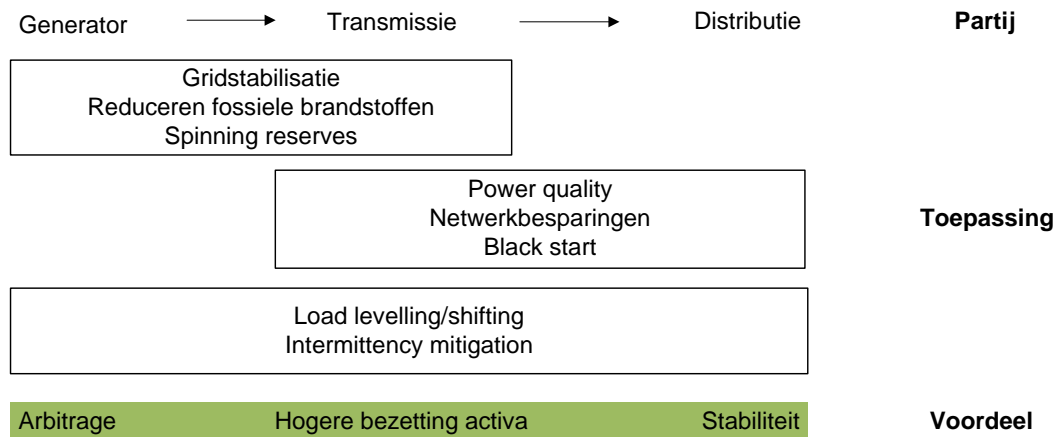 Generator Transmissie Distributie Partij
Gridstabilisatie
Reduceren fossiele brandstoffen
Spinning reserves
Power quality
Netwerkbesparingen
Black start
Toepassing
Load levelling/shifting
Intermittency mitigation
Arbitrage Hogere bezetting activa Stabiliteit Voordeel